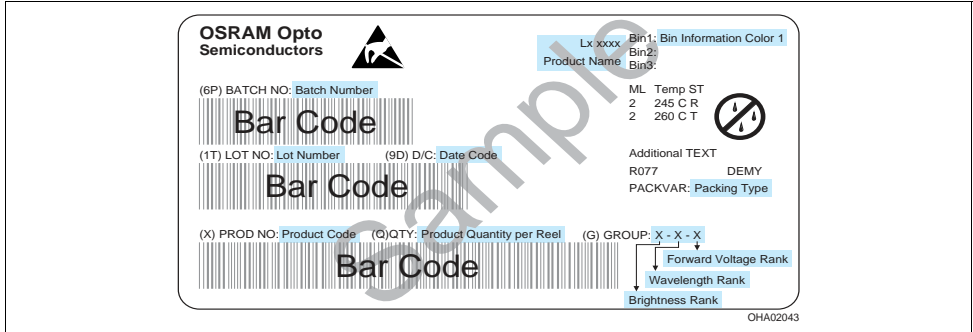 OSRAM Opto
Semiconductors
Lx xxxx
Product Name
Bin1: Bin Information Color 1
Bin2:
Bin3:
(6P) BATCH NO: Batch Number
Bar Code
ML Temp ST
2 245 C R
2 260 C T
(1T) LOT NO: Lot Number (9D) D/C: Date Code
Bar Code
Additional TEXT
R077 DEMY
PACKVAR: Packing Type
(X) PROD NO: Product Code (Q)QTY: Product Quantity per Reel (G) GROUP: X - X - X
Bar Code
Forward Voltage Rank
Wavelength Rank
Brightness Rank
Sample
OHA02043